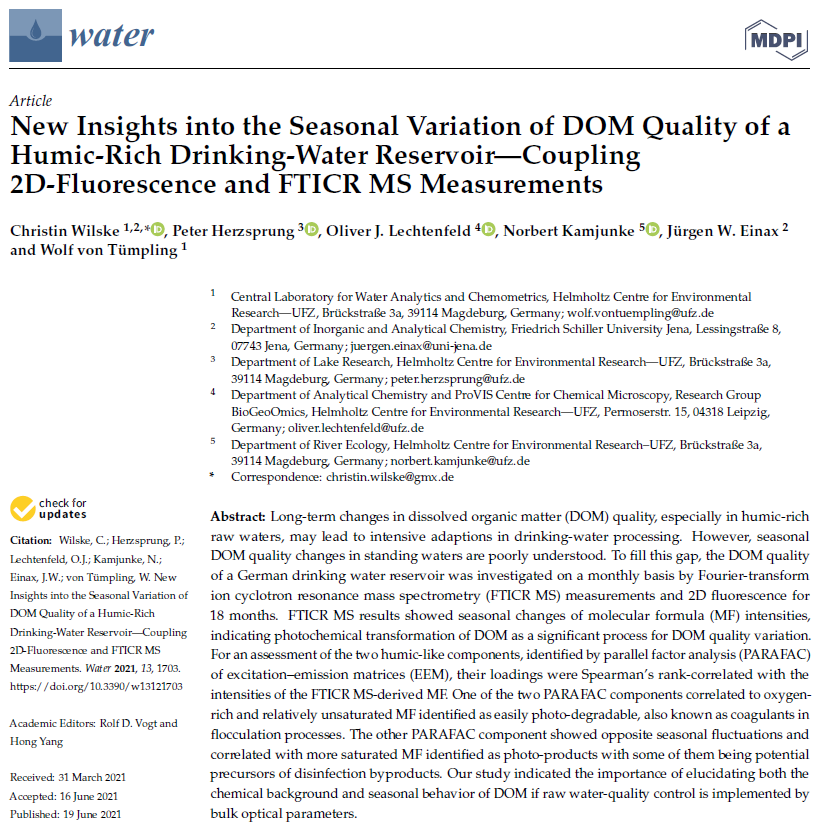 water
MDPI
Article
New Insights into the Seasonal Variation of DOM Quality of a
Humic-Rich Drinking-Water Reservoir—Coupling
2D-Fluorescence and FTICR MS Measurements
Christin Wilske 1,2,* iD, Peter Herzsprung 3 iD, Oliver J. Lechtenfeld 4 iD, Norbert Kamjunke 5 iD, Jürgen W. Einax 2
and Wolf von Tümpling 1
1 Central Laboratory for Water Analytics and Chemometrics, Helmholtz Centre for Environmental
Research—UFZ, Brückstraße 3a, 39114 Magdeburg, Germany; wolf.vontuempling@ufz.de
2 Department of Inorganic and Analytical Chemistry, Friedrich Schiller University Jena, Lessingstraße 8,
07743 Jena, Germany; juergen.einax@uni-jena.de
3 Department of Lake Research, Helmholtz Centre for Environmental Research—UFZ, Brückstraße 3a,
39114 Magdeburg, Germany; peter.herzsprung@ufz.de
4 Department of Analytical Chemistry and ProVIS Centre for Chemical Microscopy, Research Group
BioGeoOmics, Helmholtz Centre for Environmental Research—UFZ, Permoserstr. 15, 04318 Leipzig,
Germany; oliver.lechtenfeld@ufz.de
5 Department of River Ecology, Helmholtz Centre for Environmental Research–UFZ, Brückstraße 3a,
39114 Magdeburg, Germany; norbert.kamjunke@ufz.de
* Correspondence: christin.wilske@gmx.de
check for
updates
Citation: Wilske, C.; Herzsprung, P.;
Lechtenfeld, O.J.; Kamjunke, N.;
Einax, J.W.; von Tümpling, W. New
Insights into the Seasonal Variation of
DOM Quality of a Humic-Rich
Drinking-Water Reservoir—Coupling
2D-Fluorescence and FTICR MS
Measurements. Water 2021, 13, 1703.
https://doi.org/10.3390/w13121703
Academic Editors: Rolf D. Vogt and
Hong Yang
Received: 31 March 2021
Accepted: 16 June 2021
Published: 19 June 2021
Abstract: Long-term changes in dissolved organic matter (DOM) quality, especially in humic-rich
raw waters, may lead to intensive adaptions in drinking-water processing. However, seasonal
DOM quality changes in standing waters are poorly understood. To fill this gap, the DOM quality
of a German drinking water reservoir was investigated on a monthly basis by Fourier-transform
ion cyclotron resonance mass spectrometry (FTICR MS) measurements and 2D fluorescence for
18 months. FTICR MS results showed seasonal changes of molecular formula (MF) intensities,
indicating photochemical transformation of DOM as a significant process for DOM quality variation.
For an assessment of the two humic-like components, identified by parallel factor analysis (PARAFAC)
of excitation–emission matrices (EEM), their loadings were Spearman's rank-correlated with the
intensities of the FTICR MS-derived MF. One of the two PARAFAC components correlated to oxygen-
rich and relatively unsaturated MF identified as easily photo-degradable, also known as coagulants in
flocculation processes. The other PARAFAC component showed opposite seasonal fluctuations and
correlated with more saturated MF identified as photo-products with some of them being potential
precursors of disinfection byproducts. Our study indicated the importance of elucidating both the
chemical background and seasonal behavior of DOM if raw water-quality control is implemented by
bulk optical parameters.